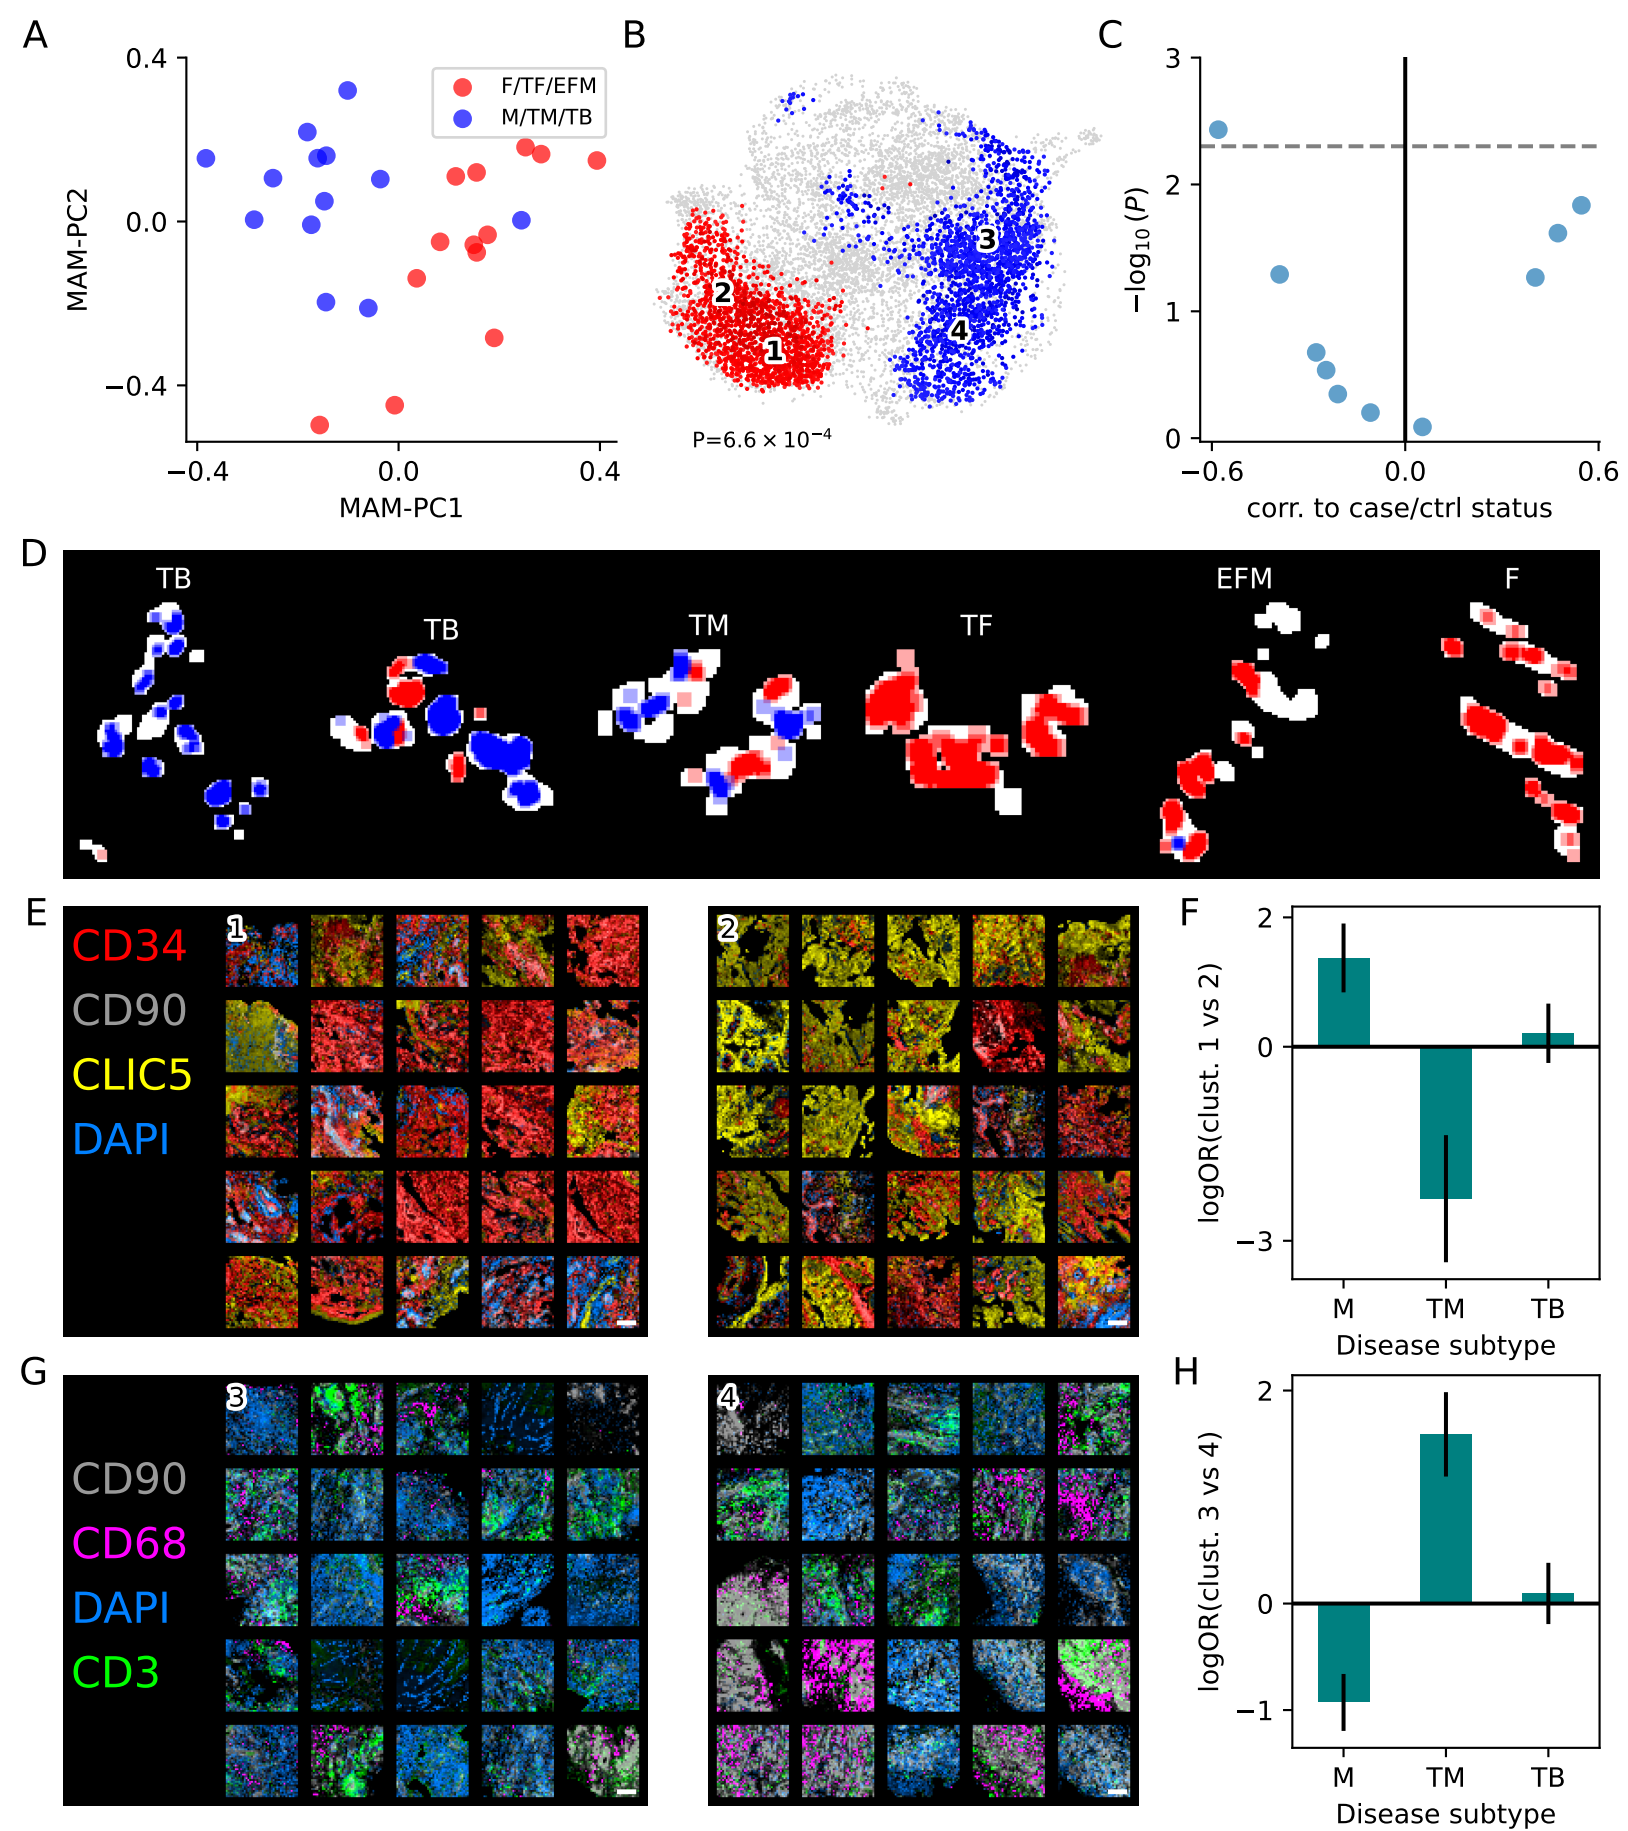 A
0.4
0.0
−0.4
MAM-PC2
F/TF/EFM
M/TM/TB
−0.4
0.0
0.4
MAM-PC1
B
1
2
3
4
P=6.6 × 10⁻⁴
C
3
2
1
0
−log₁₀ (P)
−0.6
0.0
0.6
corr. to case/ctrl status
D
TB
TB
TM
TF
EFM
F
E
CD34
CD90
CLIC5
DAPI
1
2
F
2
0
−3
logOR(clust. 1 vs 2)
M
TM
TB
Disease subtype
G
CD90
CD68
DAPI
CD3
3
4
H
2
0
−1
logOR(clust. 3 vs 4)
M
TM
TB
Disease subtype